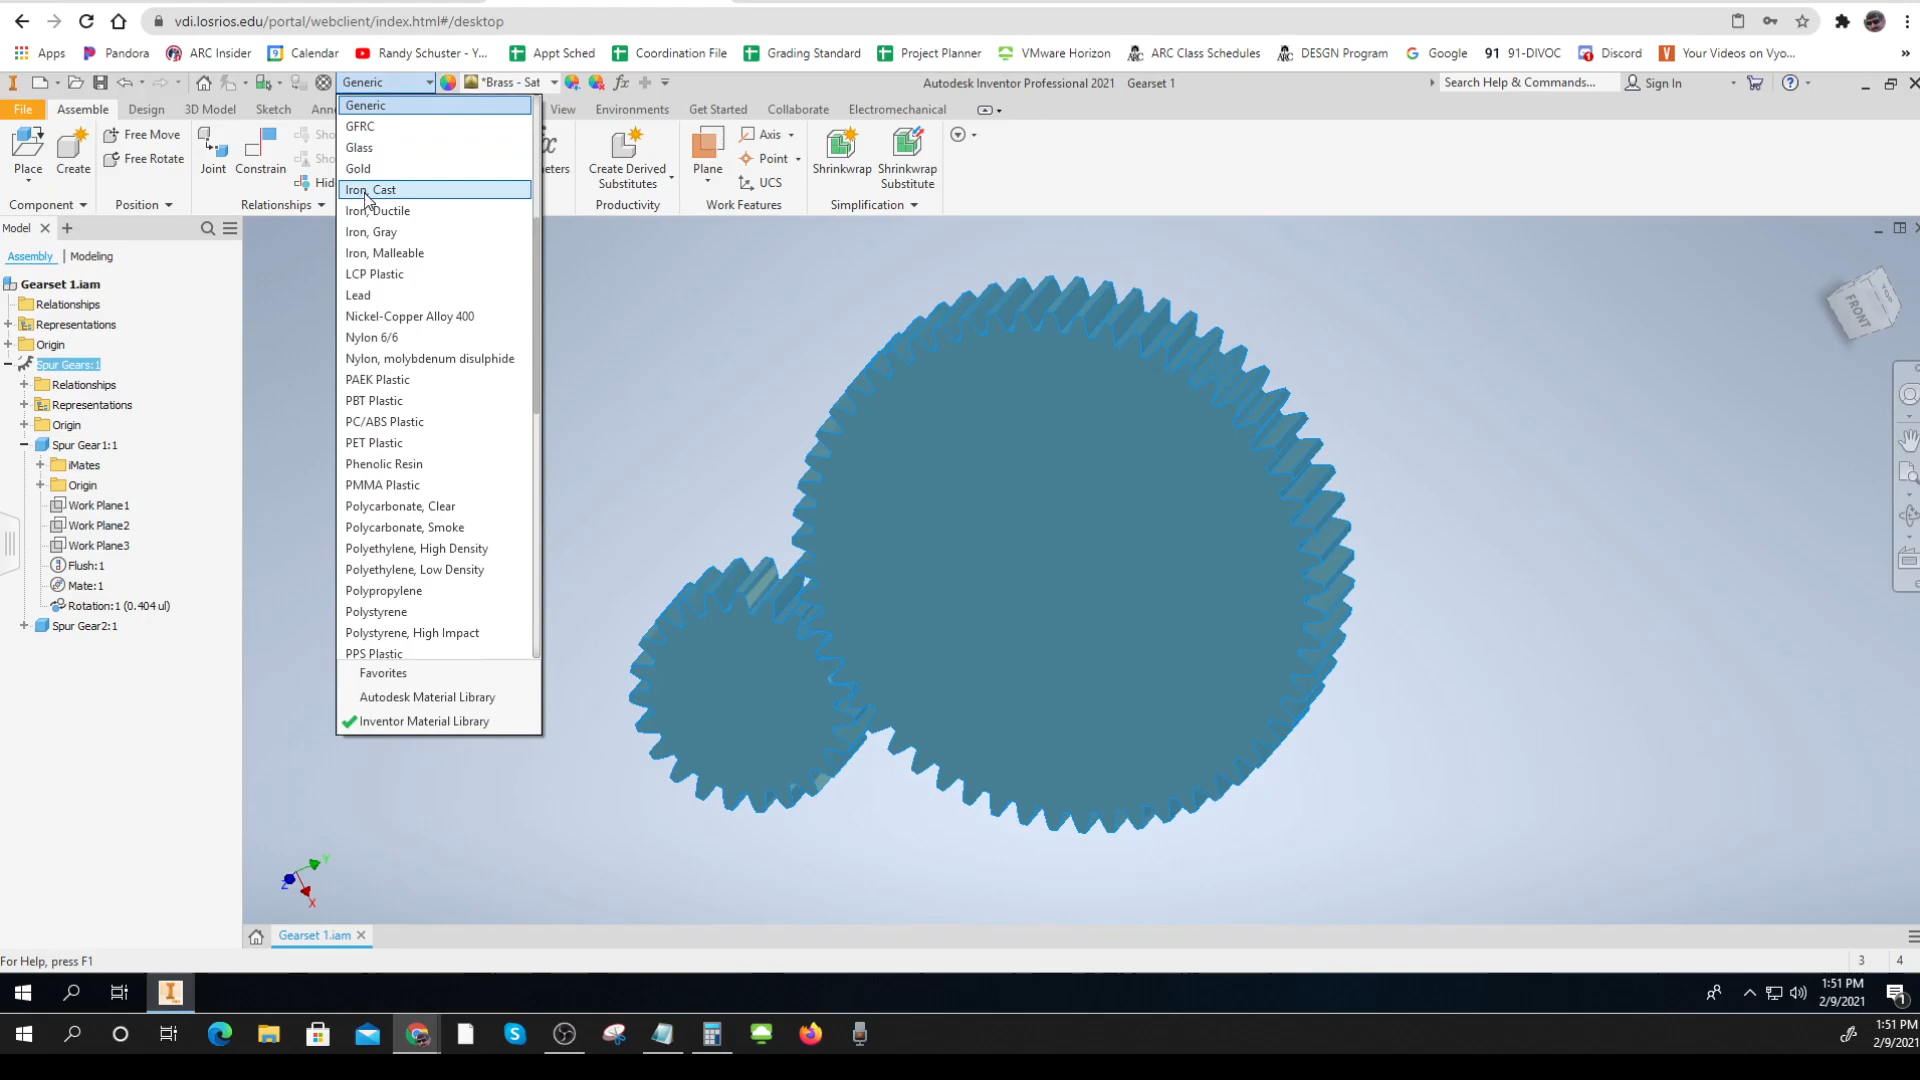 vdi.losrios.edu/portal/webclient/index.html#/desktop
Apps Pandora ARC Insider Calendar Randy Schuster - Y... Appt Sched Coordination File Grading Standard Project Planner VMware Horizon ARC Class Schedules DESGN Program Google 91 91-DIVOC Discord Your Videos on Vyo...
Generic *Brass - Sat Autodesk Inventor Professional 2021 Gearset 1 Search Help & Commands... Sign In
File Assemble Design 3D Model Sketch Ann View Environments Get Started Collaborate Electromechanical
Place Create Free Move Free Rotate Joint Constrain Sho Sho Hid eters Create Derived Substitutes Plane Axis Point UCS Shrinkwrap Shrinkwrap Substitute
Component Position Relationships Productivity Work Features Simplification
Generic
GFRC
Glass
Gold
Iron, Cast
Iron, Ductile
Iron, Gray
Iron, Malleable
LCP Plastic
Lead
Nickel-Copper Alloy 400
Nylon 6/6
Nylon, molybdenum disulphide
PAEK Plastic
PBT Plastic
PC/ABS Plastic
PET Plastic
Phenolic Resin
PMMA Plastic
Polycarbonate, Clear
Polycarbonate, Smoke
Polyethylene, High Density
Polyethylene, Low Density
Polypropylene
Polystyrene
Polystyrene, High Impact
PPS Plastic
Favorites
Autodesk Material Library
Inventor Material Library
Model
Assembly Modeling
Gearset 1.iam
Relationships
Representations
Origin
Spur Gears:1
Relationships
Representations
Origin
Spur Gear1:1
iMates
Origin
Work Plane1
Work Plane2
Work Plane3
Flush:1
Mate:1
Rotation:1 (0.404 ul)
Spur Gear2:1
FRONT TOP
Y
Z
X
Gearset 1.iam
For Help, press F1 3 4
1:51 PM
2/9/2021
1
1:51 PM
2/9/2021